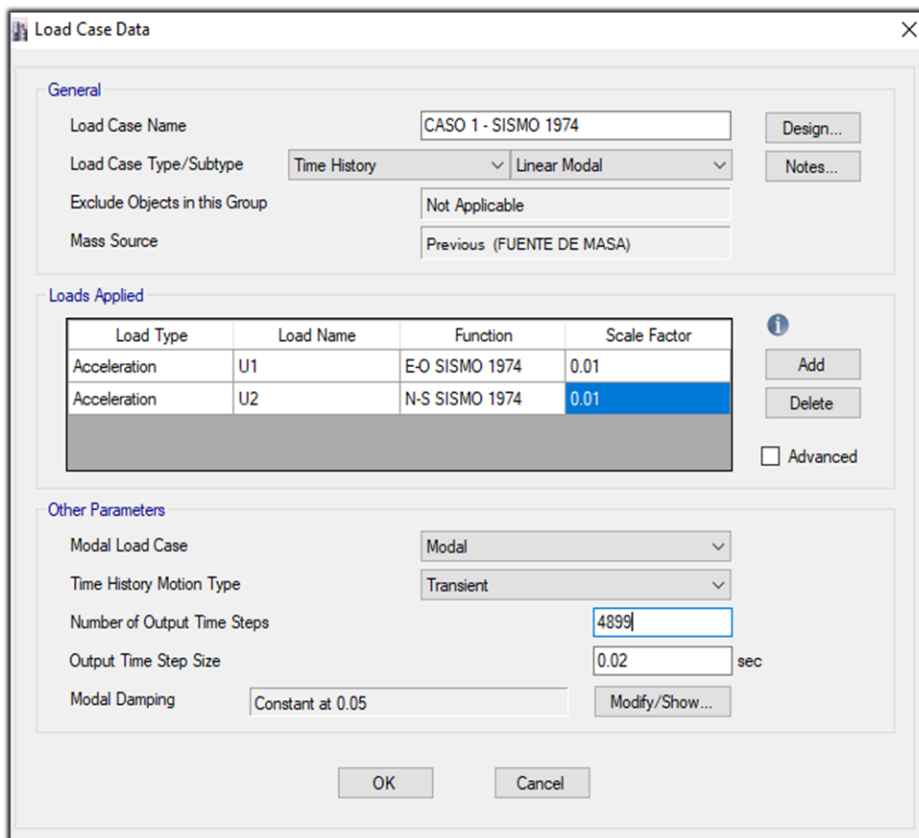 Load Case Data
General
Load Case Name CASO 1 - SISMO 1974 Design...
Load Case Type/Subtype Time History Linear Modal Notes...
Exclude Objects in this Group Not Applicable
Mass Source Previous (FUENTE DE MASA)
Loads Applied
Load Type Load Name Function Scale Factor
Acceleration U1 E-O SISMO 1974 0.01 Add
Acceleration U2 N-S SISMO 1974 0.01 Delete
Advanced
Other Parameters
Modal Load Case Modal
Time History Motion Type Transient
Number of Output Time Steps 4899
Output Time Step Size 0.02 sec
Modal Damping Constant at 0.05 Modify/Show...
OK Cancel